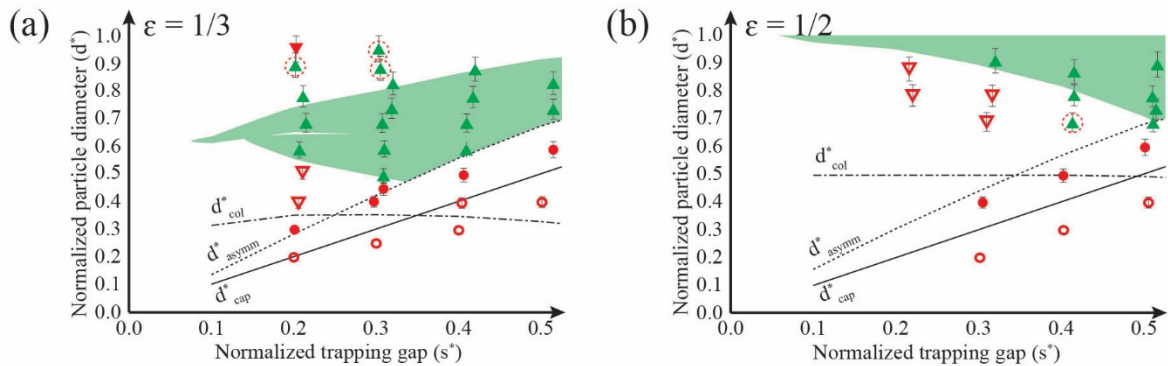 (a)
ε = 1/3
Normalized particle diameter (d*)
1.0
0.9
0.8
0.7
0.6
0.5
0.4
0.3
0.2
0.1
0.0
d*col
d*asymm
d*cap
0.0 0.1 0.2 0.3 0.4 0.5
Normalized trapping gap (s*)
(b)
ε = 1/2
Normalized particle diameter (d*)
1.0
0.9
0.8
0.7
0.6
0.5
0.4
0.3
0.2
0.1
0.0
d*col
d*asymm
d*cap
0.0 0.1 0.2 0.3 0.4 0.5
Normalized trapping gap (s*)